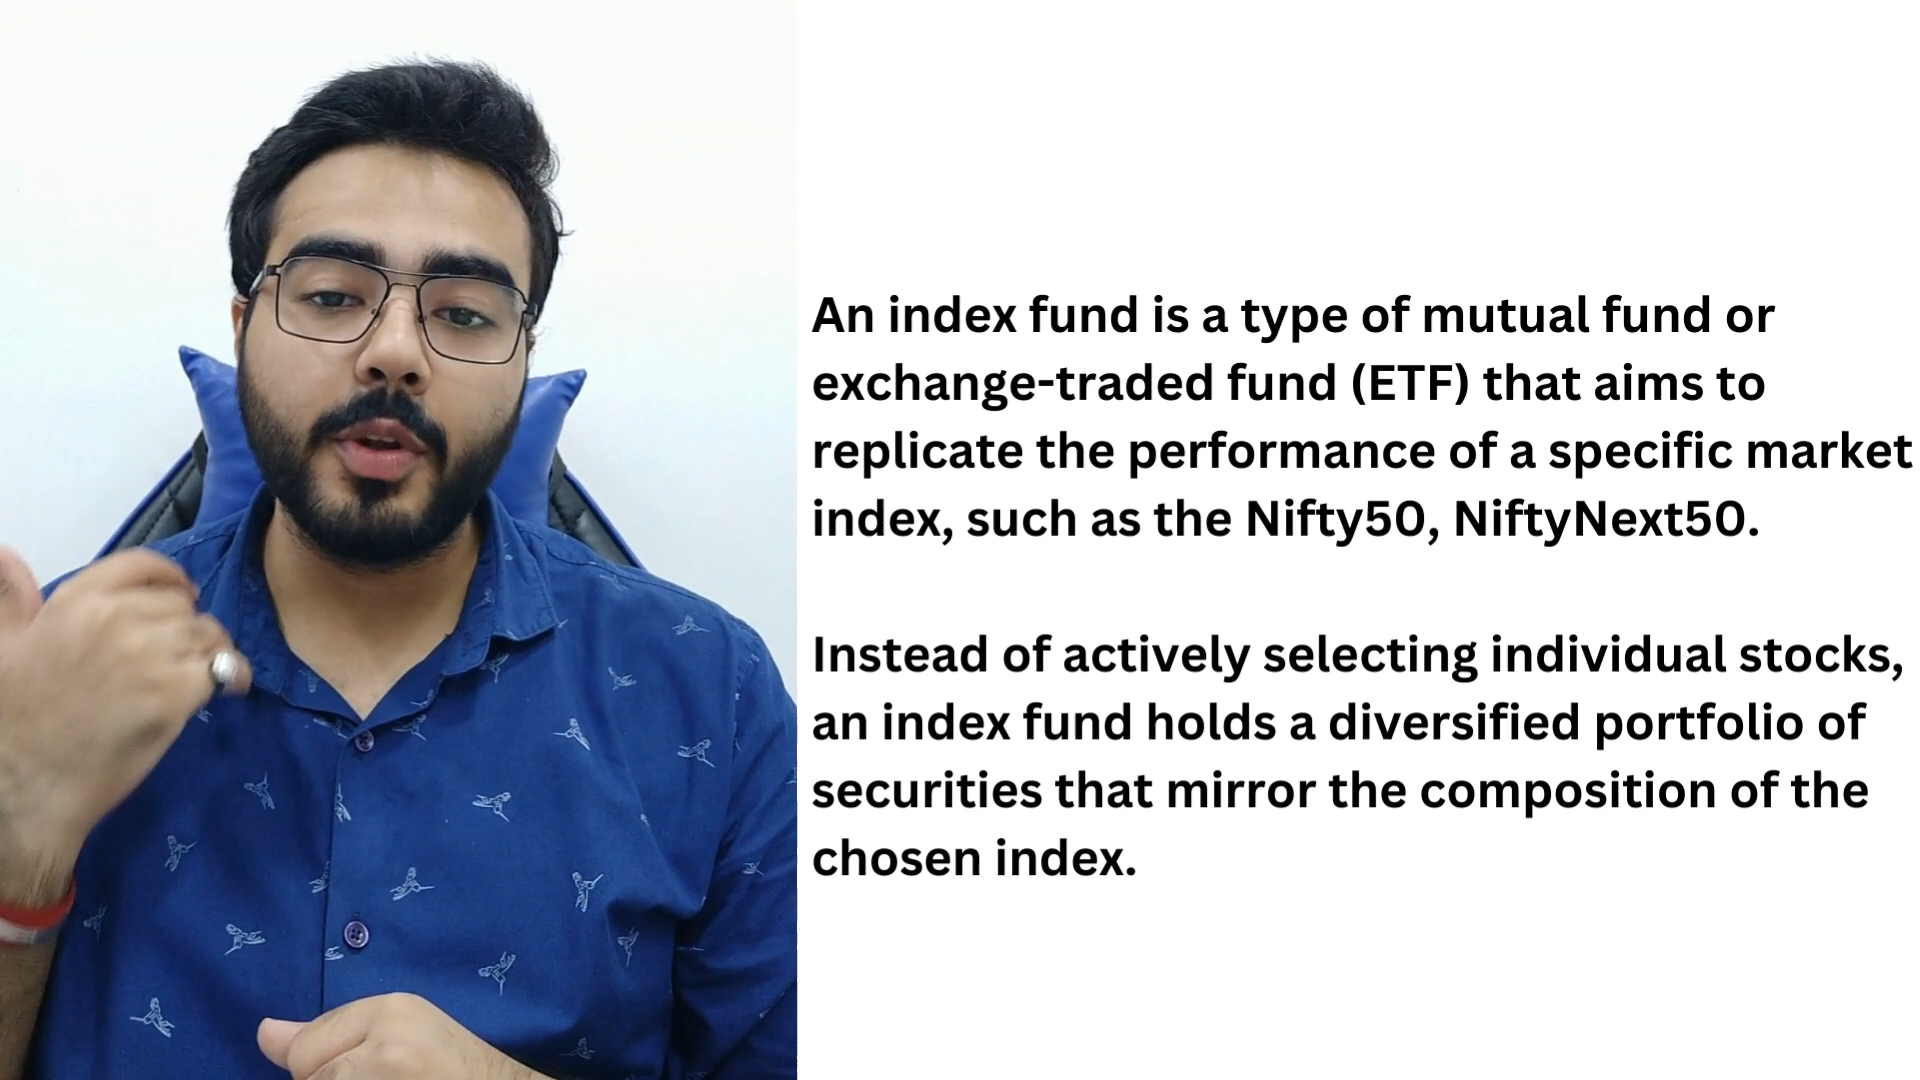 An index fund is a type of mutual fund or
exchange-traded fund (ETF) that aims to
replicate the performance of a specific market
index, such as the Nifty50, NiftyNext50.
Instead of actively selecting individual stocks,
an index fund holds a diversified portfolio of
securities that mirror the composition of the
chosen index.